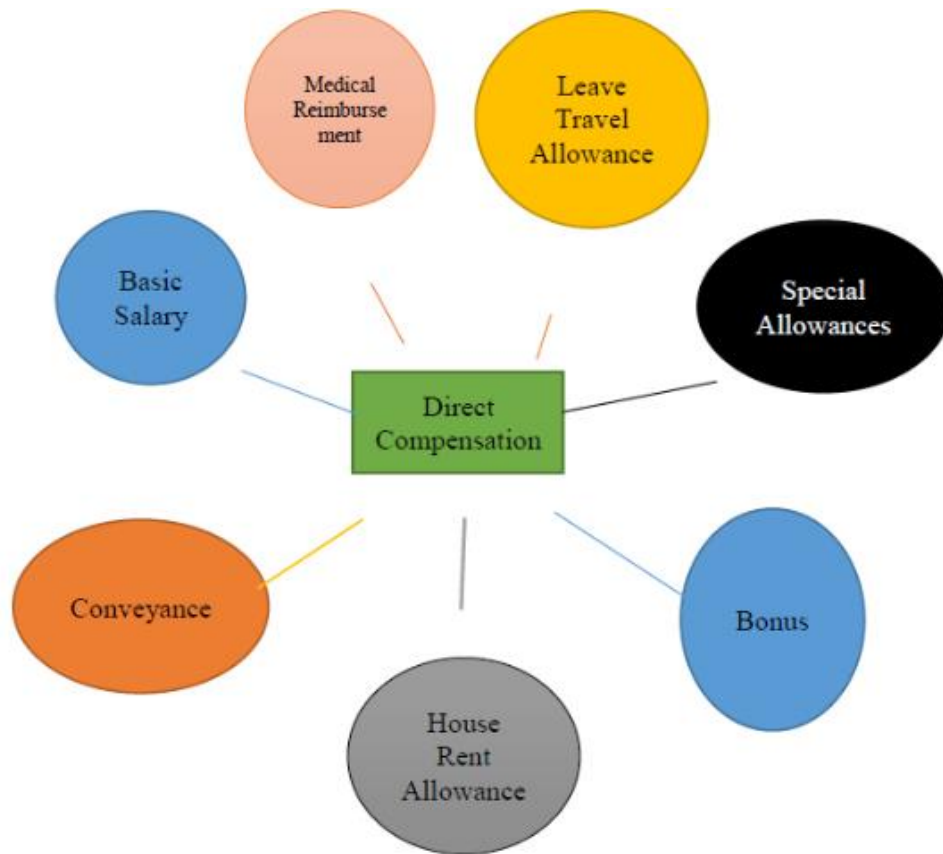 Medical
Reimburse
ment
Leave
Travel
Allowance
Basic
Salary
Special
Allowances
Direct
Compensation
Conveyance
Bonus
House
Rent
Allowance